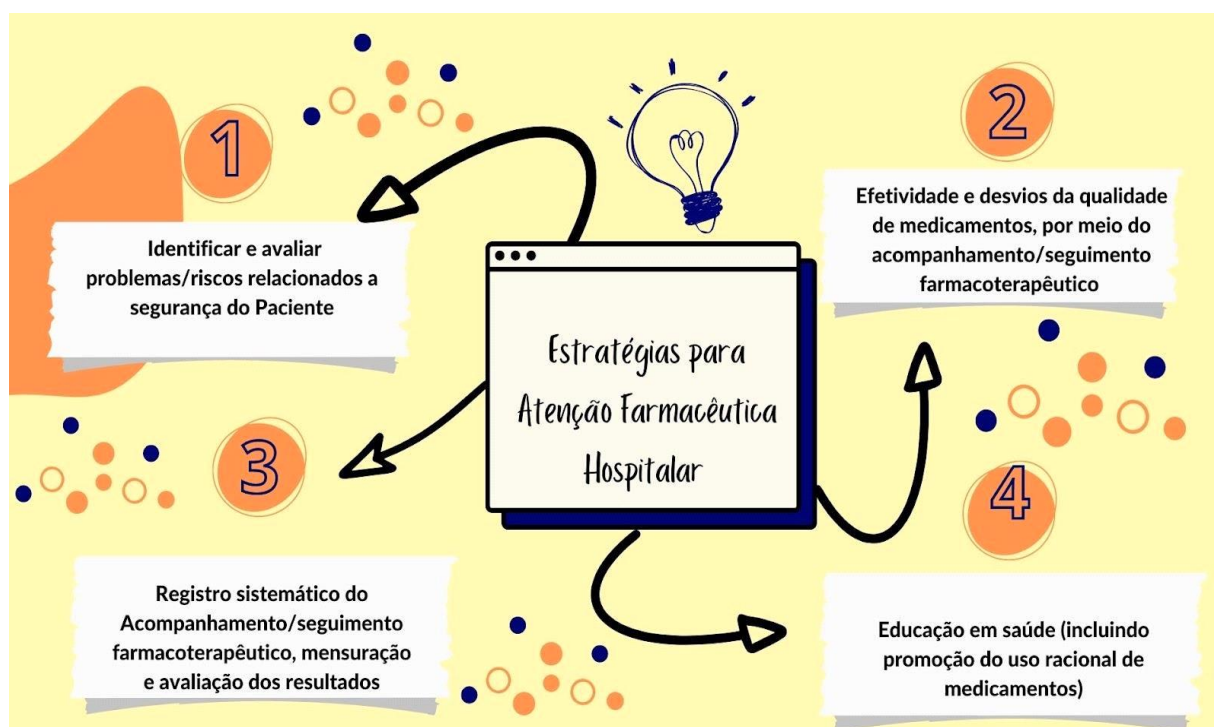 Estratégias para
Atenção Farmacêutica
Hospitalar
1
Identificar e avaliar
problemas/riscos relacionados a
segurança do Paciente
2
Efetividade e desvios da qualidade
de medicamentos, por meio do
acompanhamento/seguimento
farmacoterapêutico
3
Registro sistemático do
Acompanhamento/seguimento
farmacoterapêutico, mensuração
e avaliação dos resultados
4
Educação em saúde (incluindo
promoção do uso racional de
medicamentos)